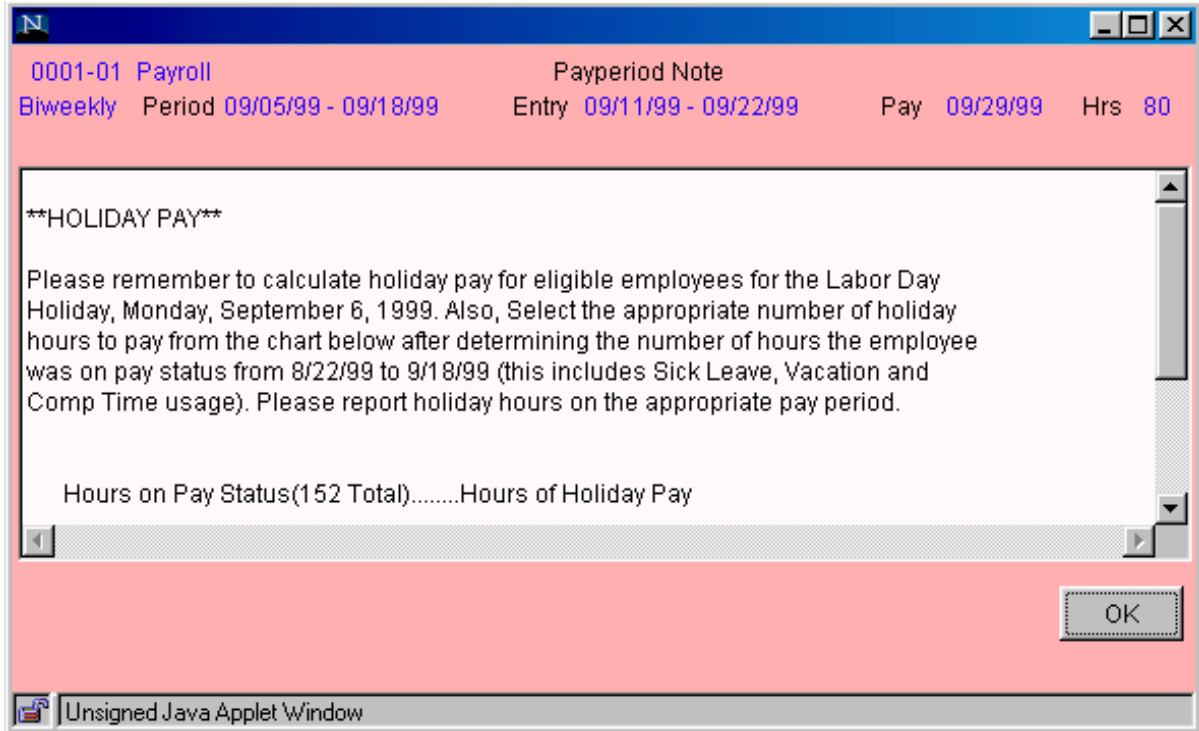 N
0001-01 Payroll Payperiod Note
Biweekly Period 09/05/99 - 09/18/99 Entry 09/11/99 - 09/22/99 Pay 09/29/99 Hrs 80
**HOLIDAY PAY**
Please remember to calculate holiday pay for eligible employees for the Labor Day
Holiday, Monday, September 6, 1999. Also, Select the appropriate number of holiday
hours to pay from the chart below after determining the number of hours the employee
was on pay status from 8/22/99 to 9/18/99 (this includes Sick Leave, Vacation and
Comp Time usage). Please report holiday hours on the appropriate pay period.
Hours on Pay Status(152 Total)........Hours of Holiday Pay
OK
Unsigned Java Applet Window